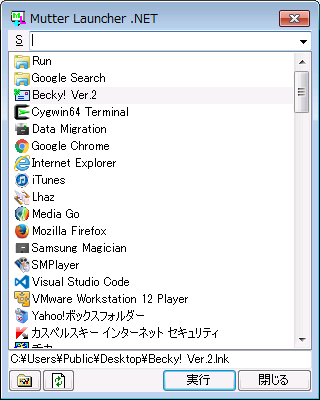 Mutter Launcher .NET
S
Run
Google Search
Becky! Ver.2
Cygwin64 Terminal
Data Migration
Google Chrome
Internet Explorer
iTunes
Lhaz
Media Go
Mozilla Firefox
Samsung Magician
SMPlayer
Visual Studio Code
VMware Workstation 12 Player
Yahoo!ボックスフォルダー
カスペルスキー インターネット セキュリティ
C:¥Users¥Public¥Desktop¥Becky! Ver.2.lnk
実行
閉じる